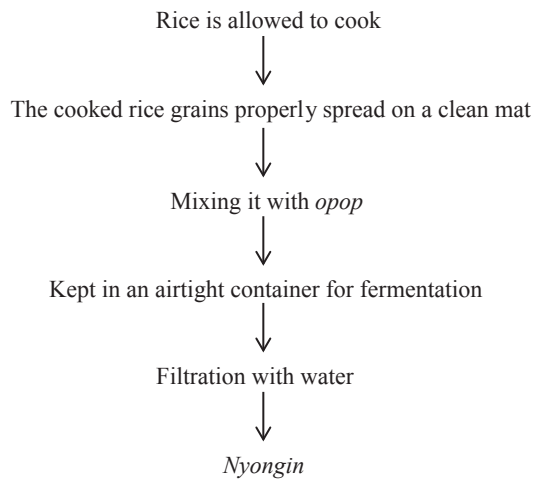 Rice is allowed to cook
The cooked rice grains properly spread on a clean mat
Mixing it with opop
Kept in an airtight container for fermentation
Filtration with water
Nyongin